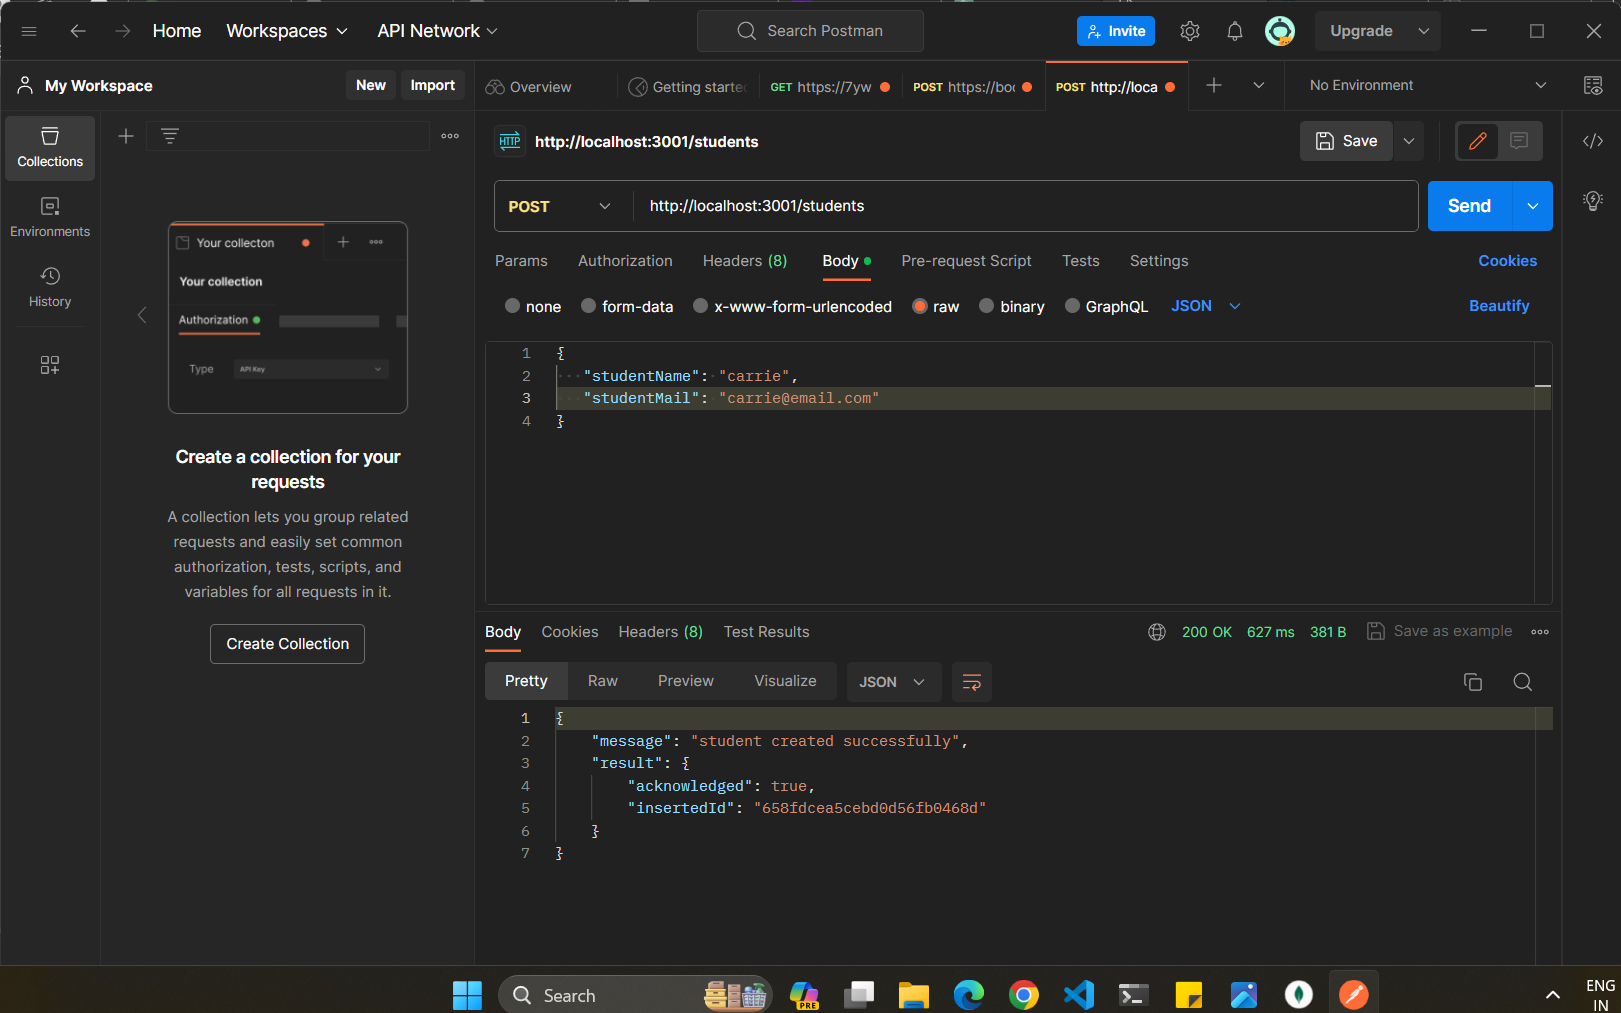 Home Workspaces API Network Search Postman Invite Upgrade
My Workspace New Import Overview Getting starte GET https://7yw POST https://boo POST http://loca No Environment
Collections
Environments
History
Your collecton
Your collection
Authorization
Type API Key
Create a collection for your
requests
A collection lets you group related
requests and easily set common
authorization, tests, scripts, and
variables for all requests in it.
Create Collection
HTTP http://localhost:3001/students Save
POST http://localhost:3001/students Send
Params Authorization Headers (8) Body Pre-request Script Tests Settings Cookies
none form-data x-www-form-urlencoded raw binary GraphQL JSON Beautify
1 {
2 "studentName": "carrie",
3 "studentMail": "carrie@email.com"
4 }
Body Cookies Headers (8) Test Results 200 OK 627 ms 381 B Save as example
Pretty Raw Preview Visualize JSON
1 {
2 "message": "student created successfully",
3 "result": {
4 "acknowledged": true,
5 "insertedId": "658fdcea5cebd0d56fb0468d"
6 }
7 }
Search PRE ENG
IN